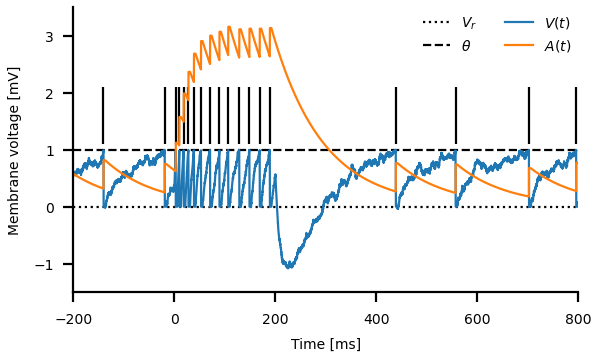 V_r V(t)
θ A(t)
3
2
1
0
−1
Membrane voltage [mV]
−200 0 200 400 600 800
Time [ms]